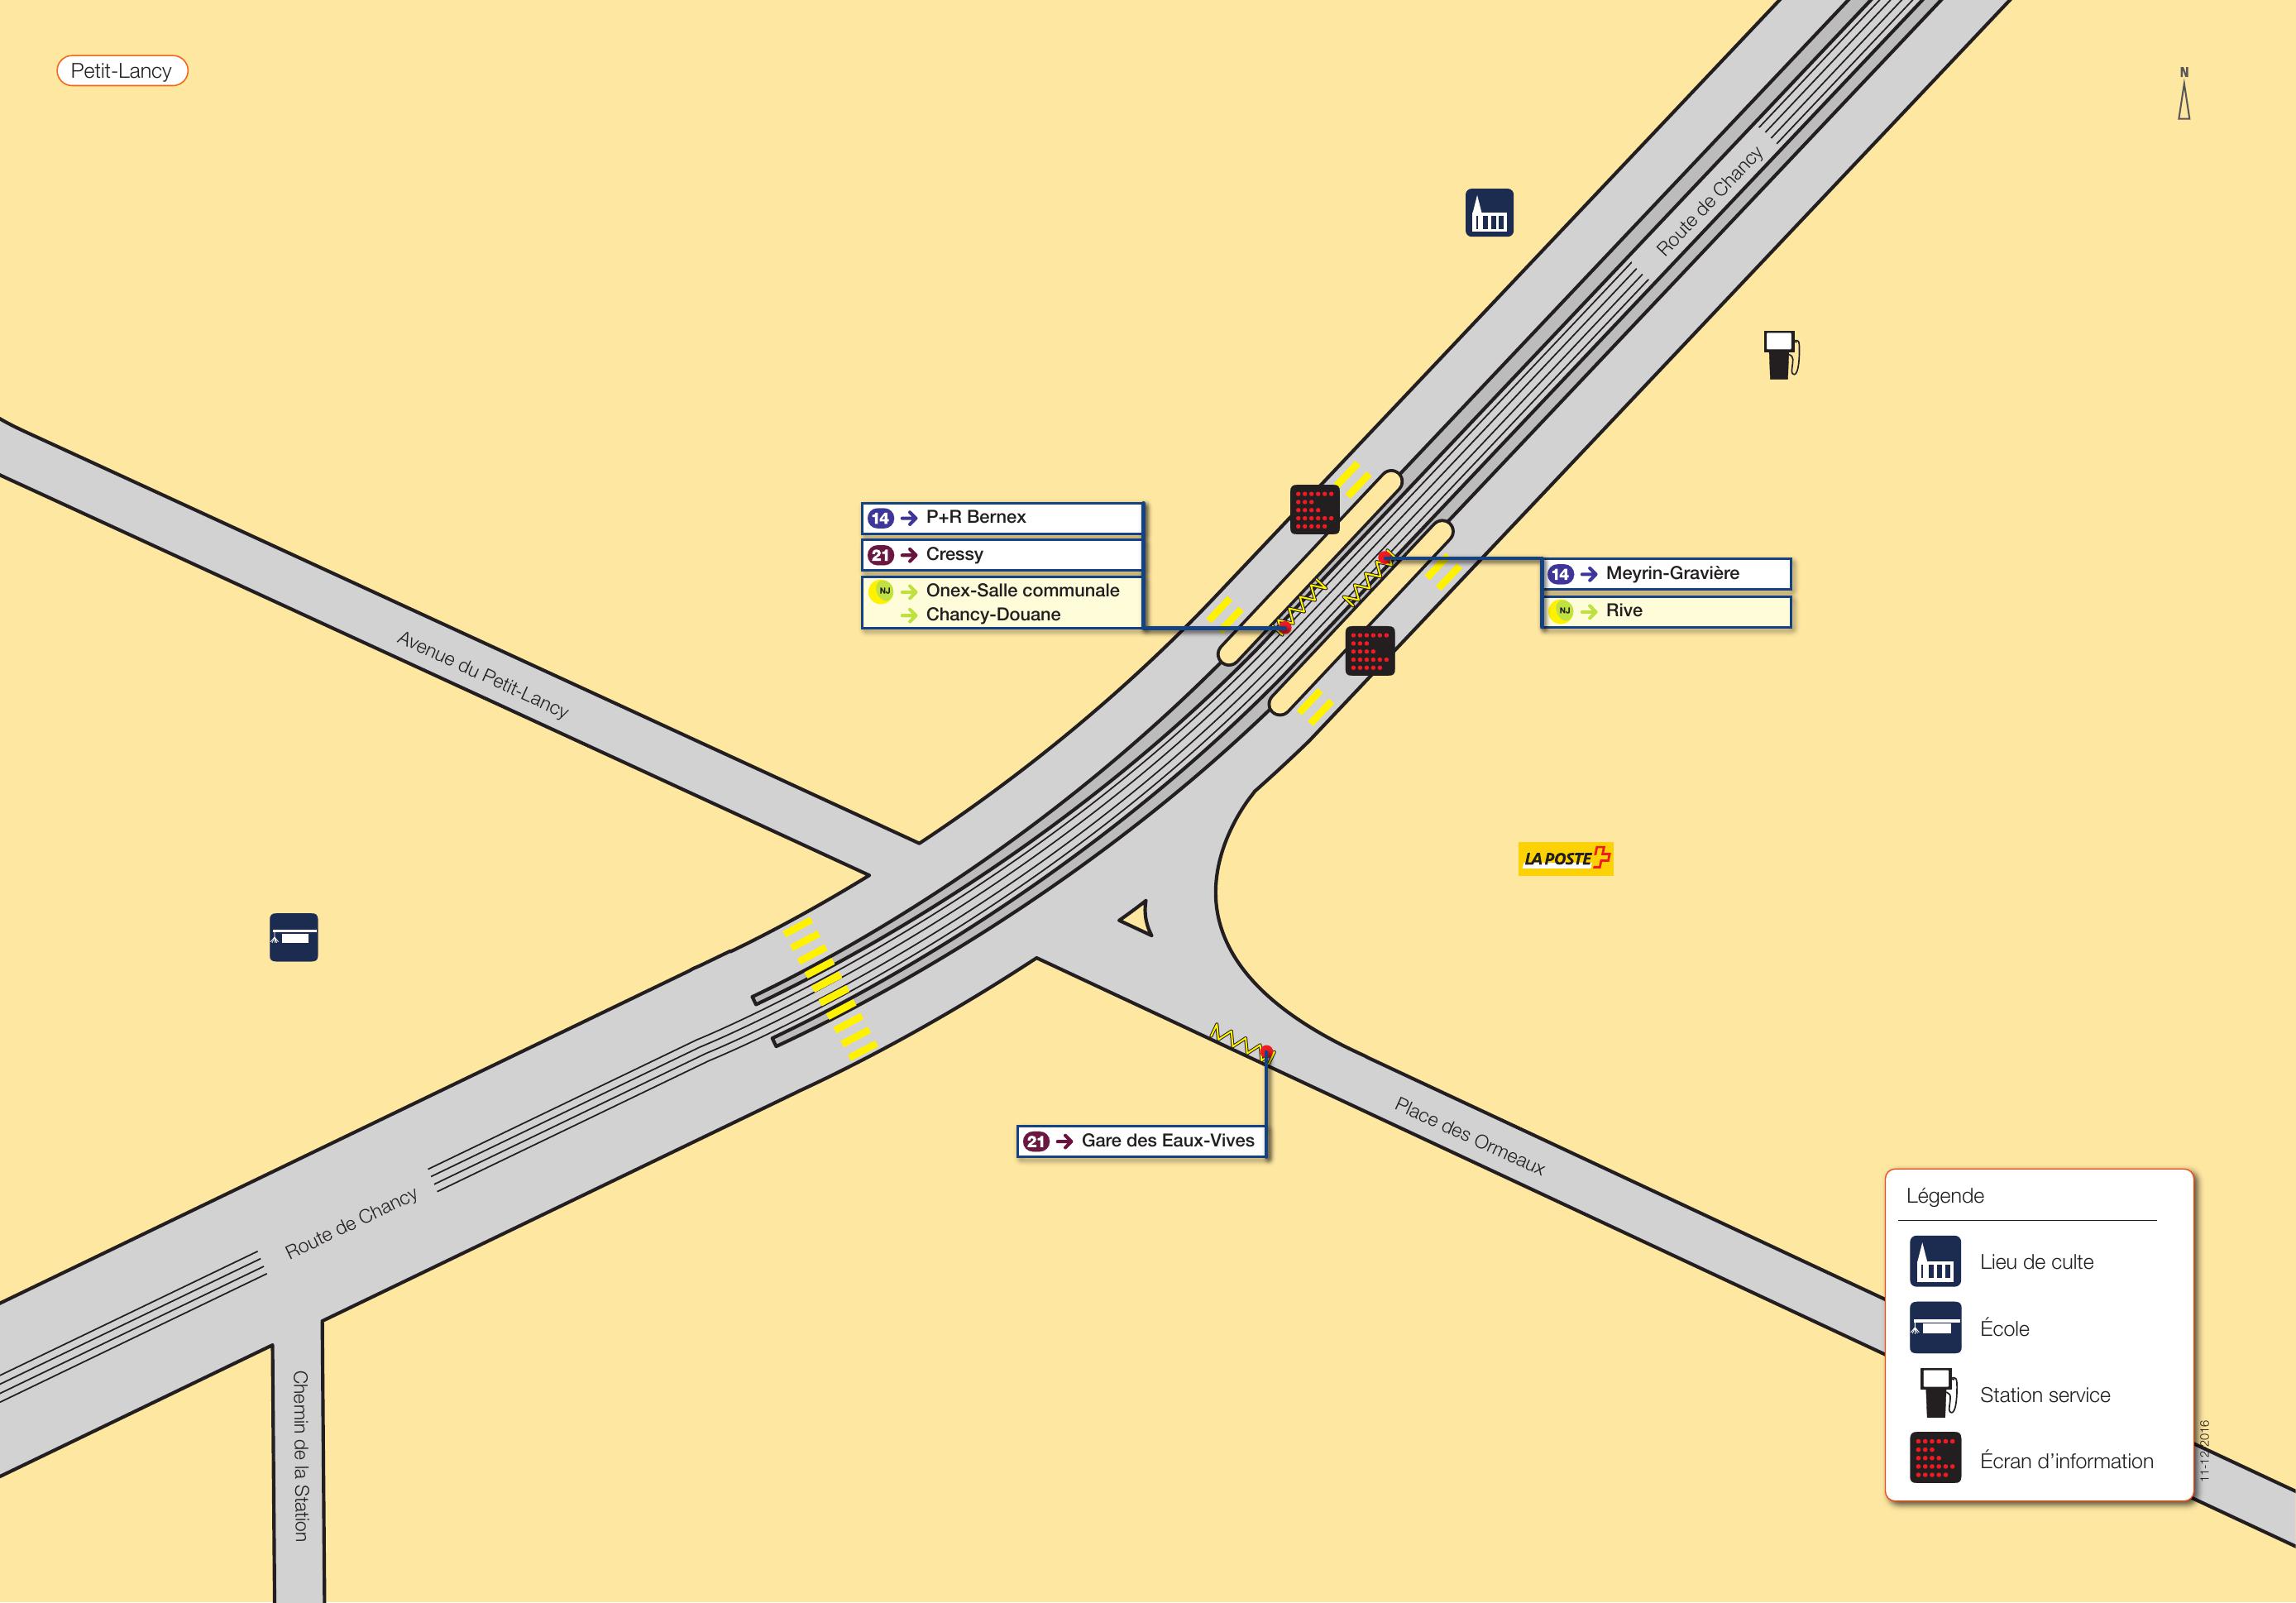 Petit-Lancy
N
Route de Chancy
14 → P+R Bernex
21 → Cressy
NJ → Onex-Salle communale
→ Chancy-Douane
14 → Meyrin-Gravière
NJ → Rive
Avenue du Petit-Lancy
LA POSTE
21 → Gare des Eaux-Vives
Place des Ormeaux
Route de Chancy
Chemin de la Station
Légende
Lieu de culte
École
Station service
Écran d’information
11-12-2016